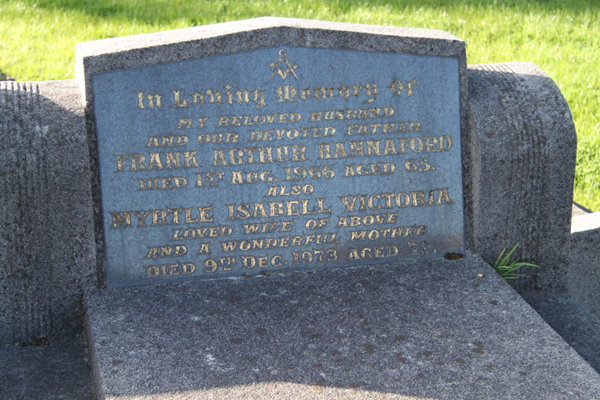 In Loving Memory of
MY BELOVED HUSBAND
AND OUR DEVOTED FATHER
FRANK ARTHUR HANNAFORD
DIED 1ST AUG. 1966 AGED 65.
ALSO
MYRTLE ISABELL VICTORIA
LOVED WIFE OF ABOVE
AND A WONDERFUL MOTHER
DIED 9TH DEC. 1973 AGED